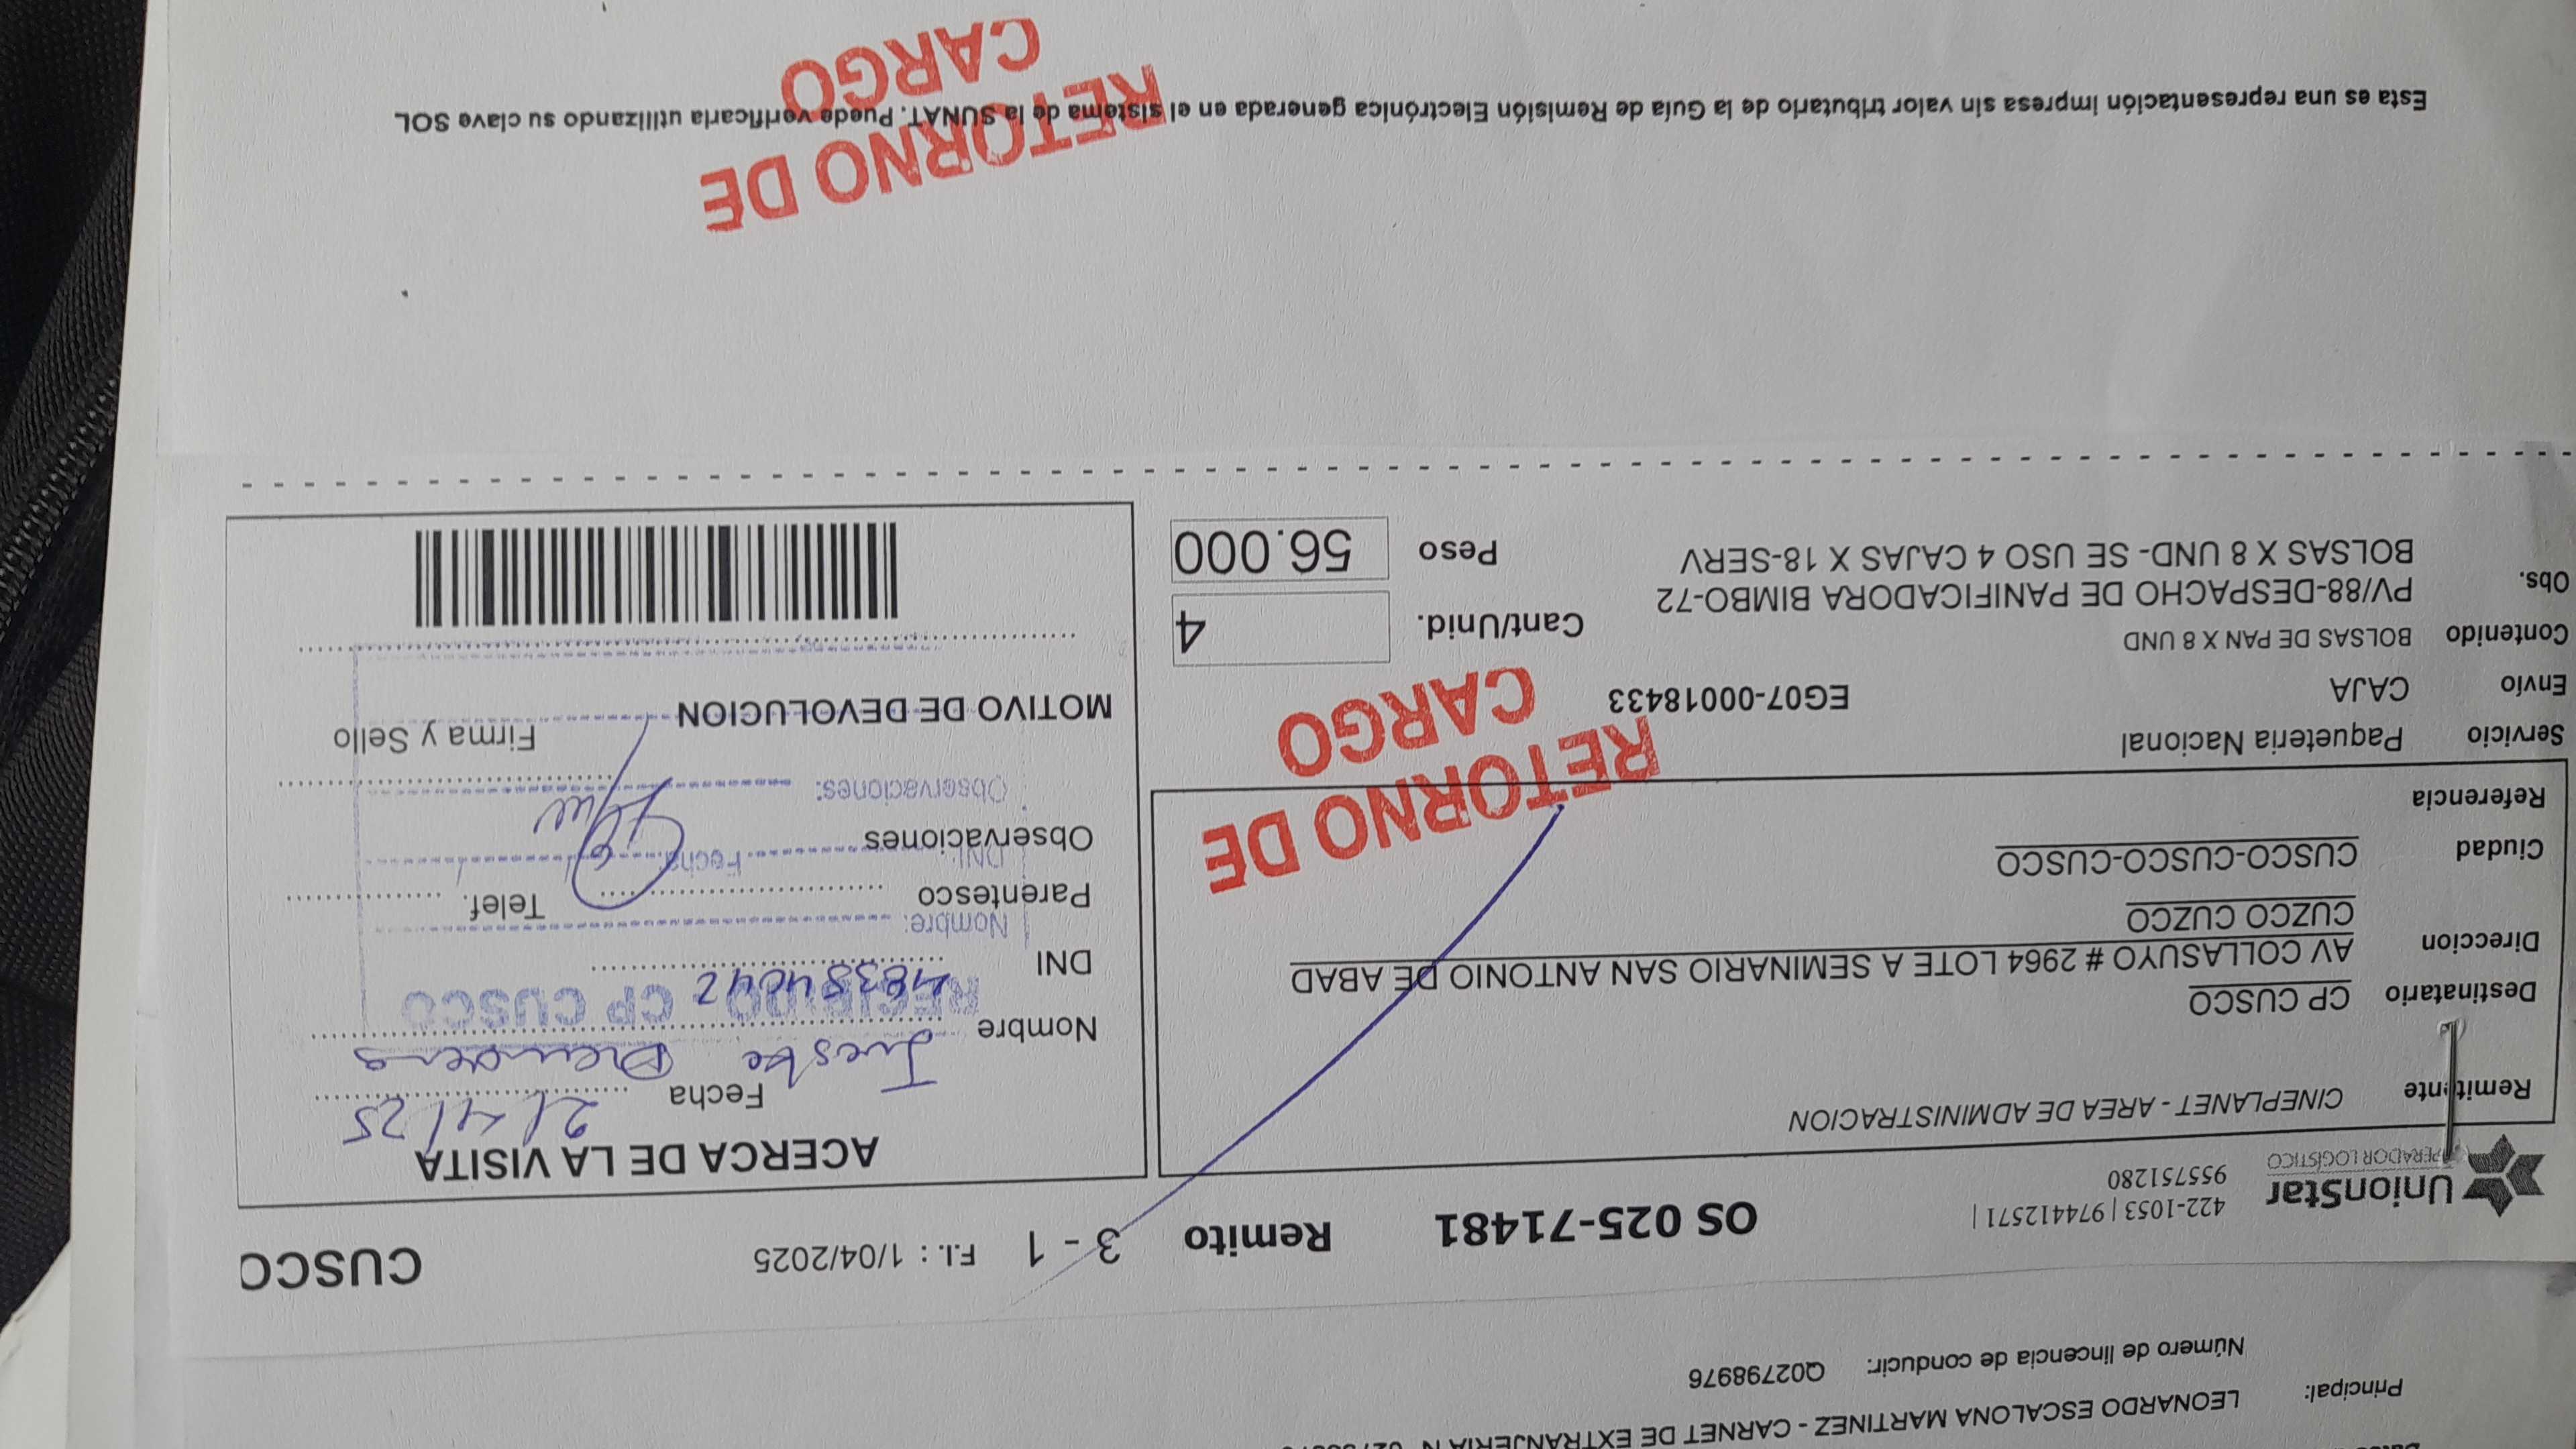 Principal: LEONARDO ESCALONA MARTINEZ - CARNET DE EXTRANJERIA N
Número de lincencia de conducir: Q02798976
UnionStar
OPERADOR LOGÍSTICO
422-1053 | 974412571 |
955751280
OS 025-71481 Remito 3 - 1 F.I.: 1/04/2025 CUSCO
Remitente CINEPLANET - AREA DE ADMINISTRACION
Destinatario CP CUSCO
Direccion AV COLLASUYO # 2964 LOTE A SEMINARIO SAN ANTONIO DE ABAD
CUZCO CUZCO
Ciudad CUSCO-CUSCO-CUSCO
Referencia
RETORNO DE
CARGO
Servicio Paqueteria Nacional
Envío CAJA EG07-00018433
Contenido BOLSAS DE PAN X 8 UND
Cant/Unid. 4
Obs. PV/88-DESPACHO DE PANIFICADORA BIMBO-72
BOLSAS X 8 UND- SE USO 4 CAJAS X 18-SERV
Peso 56.000
ACERCA DE LA VISITA
Fecha 2/4/25
Nombre
RECIBIDO CP CUSCO
DNI 48384042
Nombre:
Parentesco Telef.
DNI: Fecha:
Observaciones
Observaciones:
Firma y Sello
MOTIVO DE DEVOLUCION
RETORNO DE
CARGO
Esta es una representación impresa sin valor tributario de la Guía de Remisión Electrónica generada en el sistema de la SUNAT. Puede verificarla utilizando su clave SOL